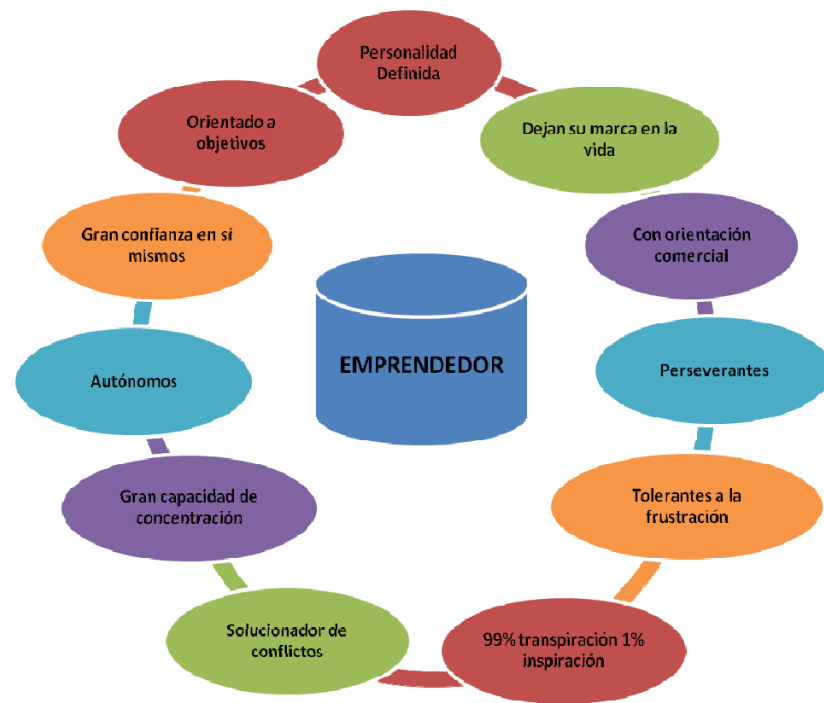 Personalidad
Definida
Dejan su marca en la
vida
Con orientación
comercial
Perseverantes
Tolerantes a la
frustración
99% transpiración 1%
inspiración
Solucionador de
conflictos
Gran capacidad de
concentración
Autónomos
Gran confianza en sí
mismos
Orientado a
objetivos
EMPRENDEDOR